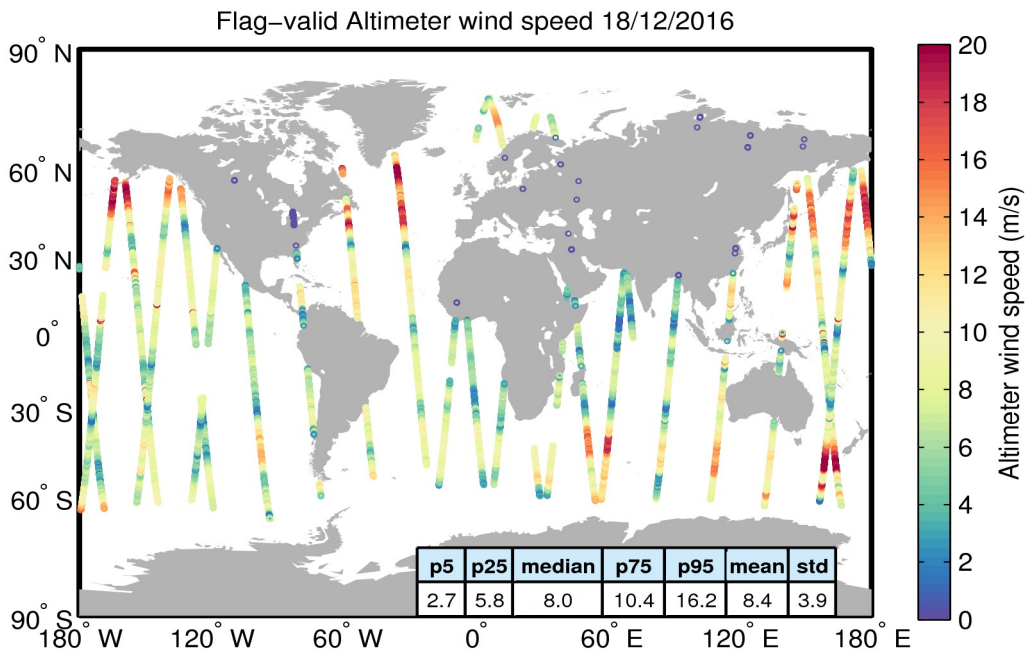 Flag−valid Altimeter wind speed 18/12/2016
90° N
60° N
30° N
0°
30° S
60° S
90° S
180° W
120° W
60° W
0°
60° E
120° E
180° E
p5 p25 median p75 p95 mean std
2.7 5.8 8.0 10.4 16.2 8.4 3.9
20
18
16
14
12
10
8
6
4
2
0
Altimeter wind speed (m/s)